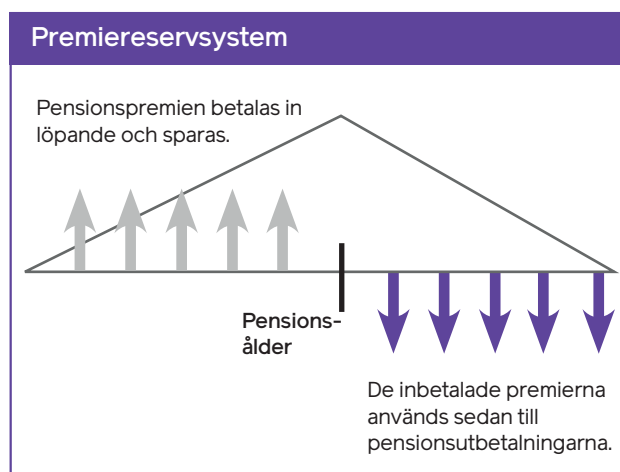 Premiereservsystem
Pensionspremien betalas in
löpande och sparas.
Pensions-
ålder
De inbetalade premierna
används sedan till
pensionsutbetalningarna.